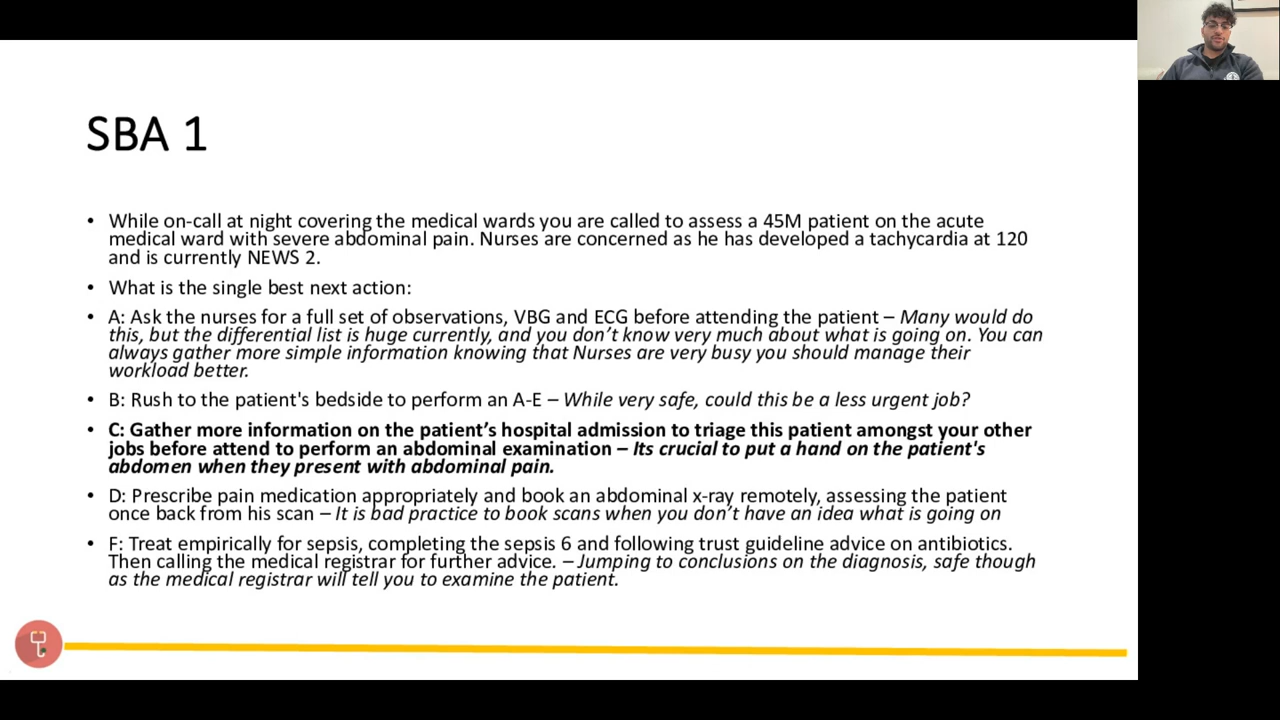 SBA 1
• While on-call at night covering the medical wards you are called to assess a 45M patient on the acute
medical ward with severe abdominal pain. Nurses are concerned as he has developed a tachycardia at 120
and is currently NEWS 2.
• What is the single best next action:
• A: Ask the nurses for a full set of observations, VBG and ECG before attending the patient – Many would do
this, but the differential list is huge currently, and you don’t know very much about what is going on. You can
always gather more simple information knowing that Nurses are very busy you should manage their
workload better.
• B: Rush to the patient's bedside to perform an A-E – While very safe, could this be a less urgent job?
• C: Gather more information on the patient’s hospital admission to triage this patient amongst your other
jobs before attend to perform an abdominal examination – Its crucial to put a hand on the patient's
abdomen when they present with abdominal pain.
• D: Prescribe pain medication appropriately and book an abdominal x-ray remotely, assessing the patient
once back from his scan – It is bad practice to book scans when you don’t have an idea what is going on
• F: Treat empirically for sepsis, completing the sepsis 6 and following trust guideline advice on antibiotics.
Then calling the medical registrar for further advice. – Jumping to conclusions on the diagnosis, safe though
as the medical registrar will tell you to examine the patient.